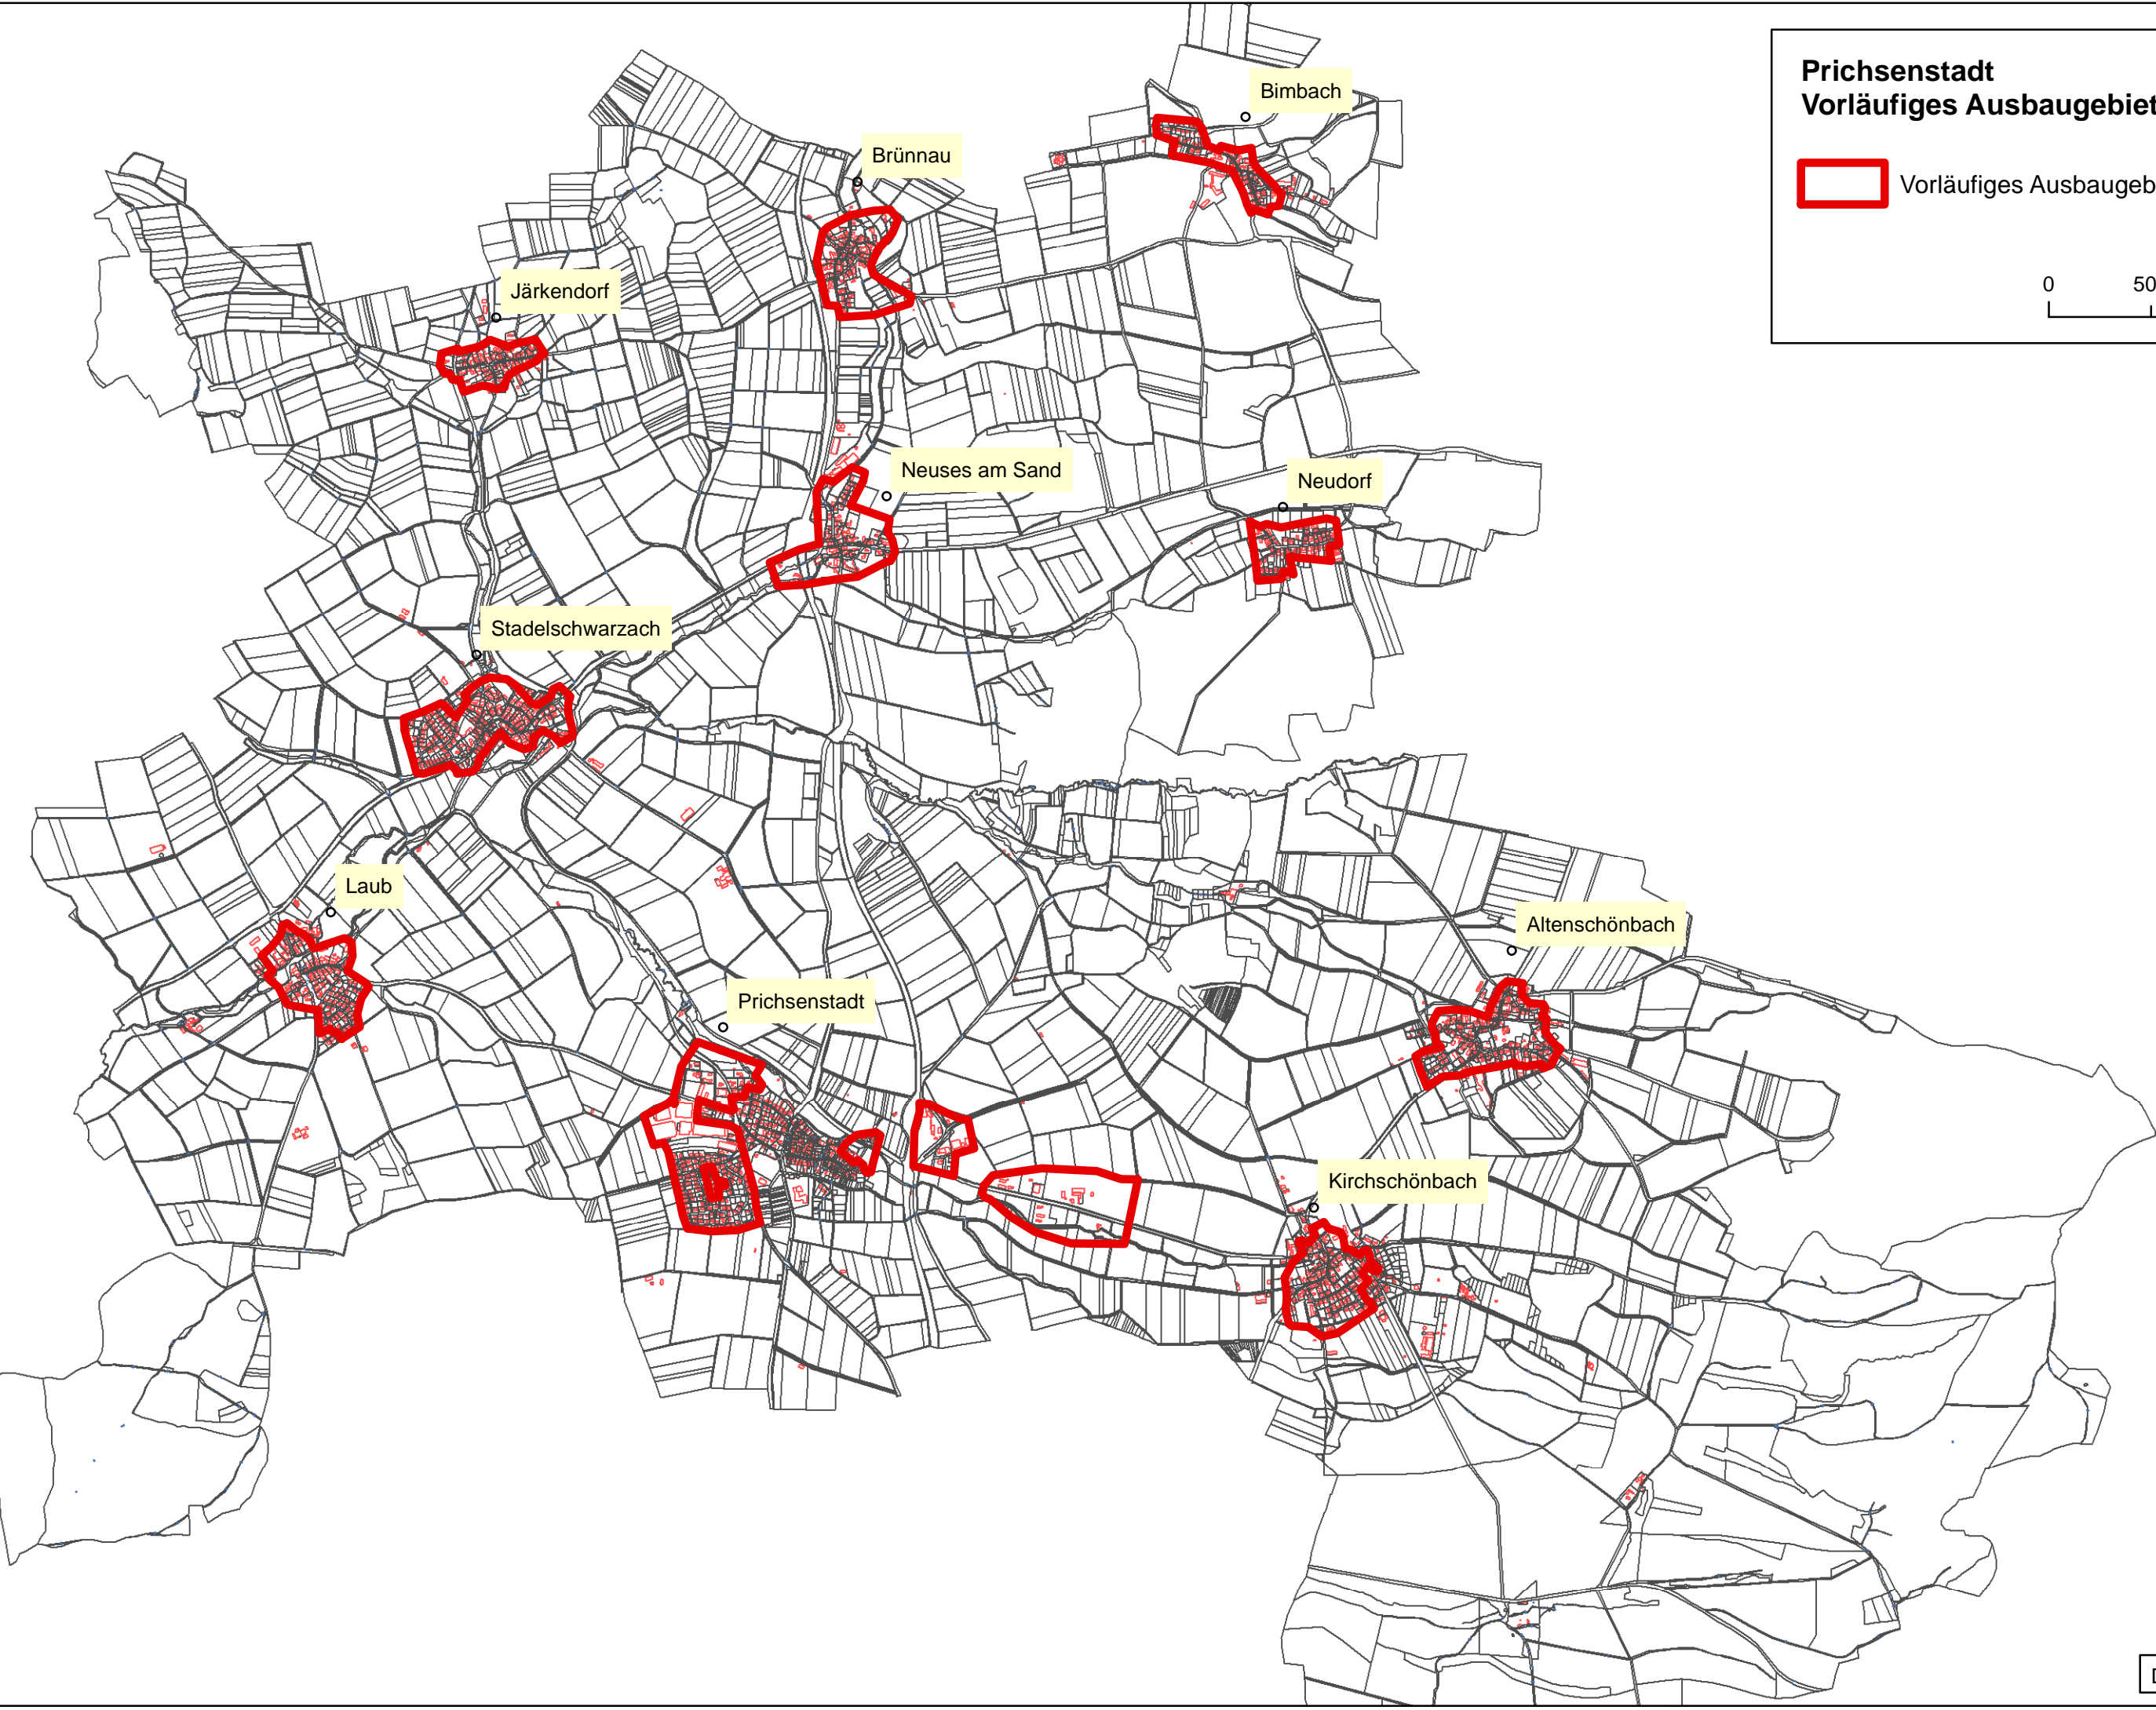 Prichsenstadt
Vorläufiges Ausbaugebiet
Vorläufiges Ausbaugeb
0 50
Bimbach
Brünnau
Järkendorf
Neuses am Sand
Neudorf
Stadelschwarzach
Laub
Altenschönbach
Prichsenstadt
Kirchschönbach